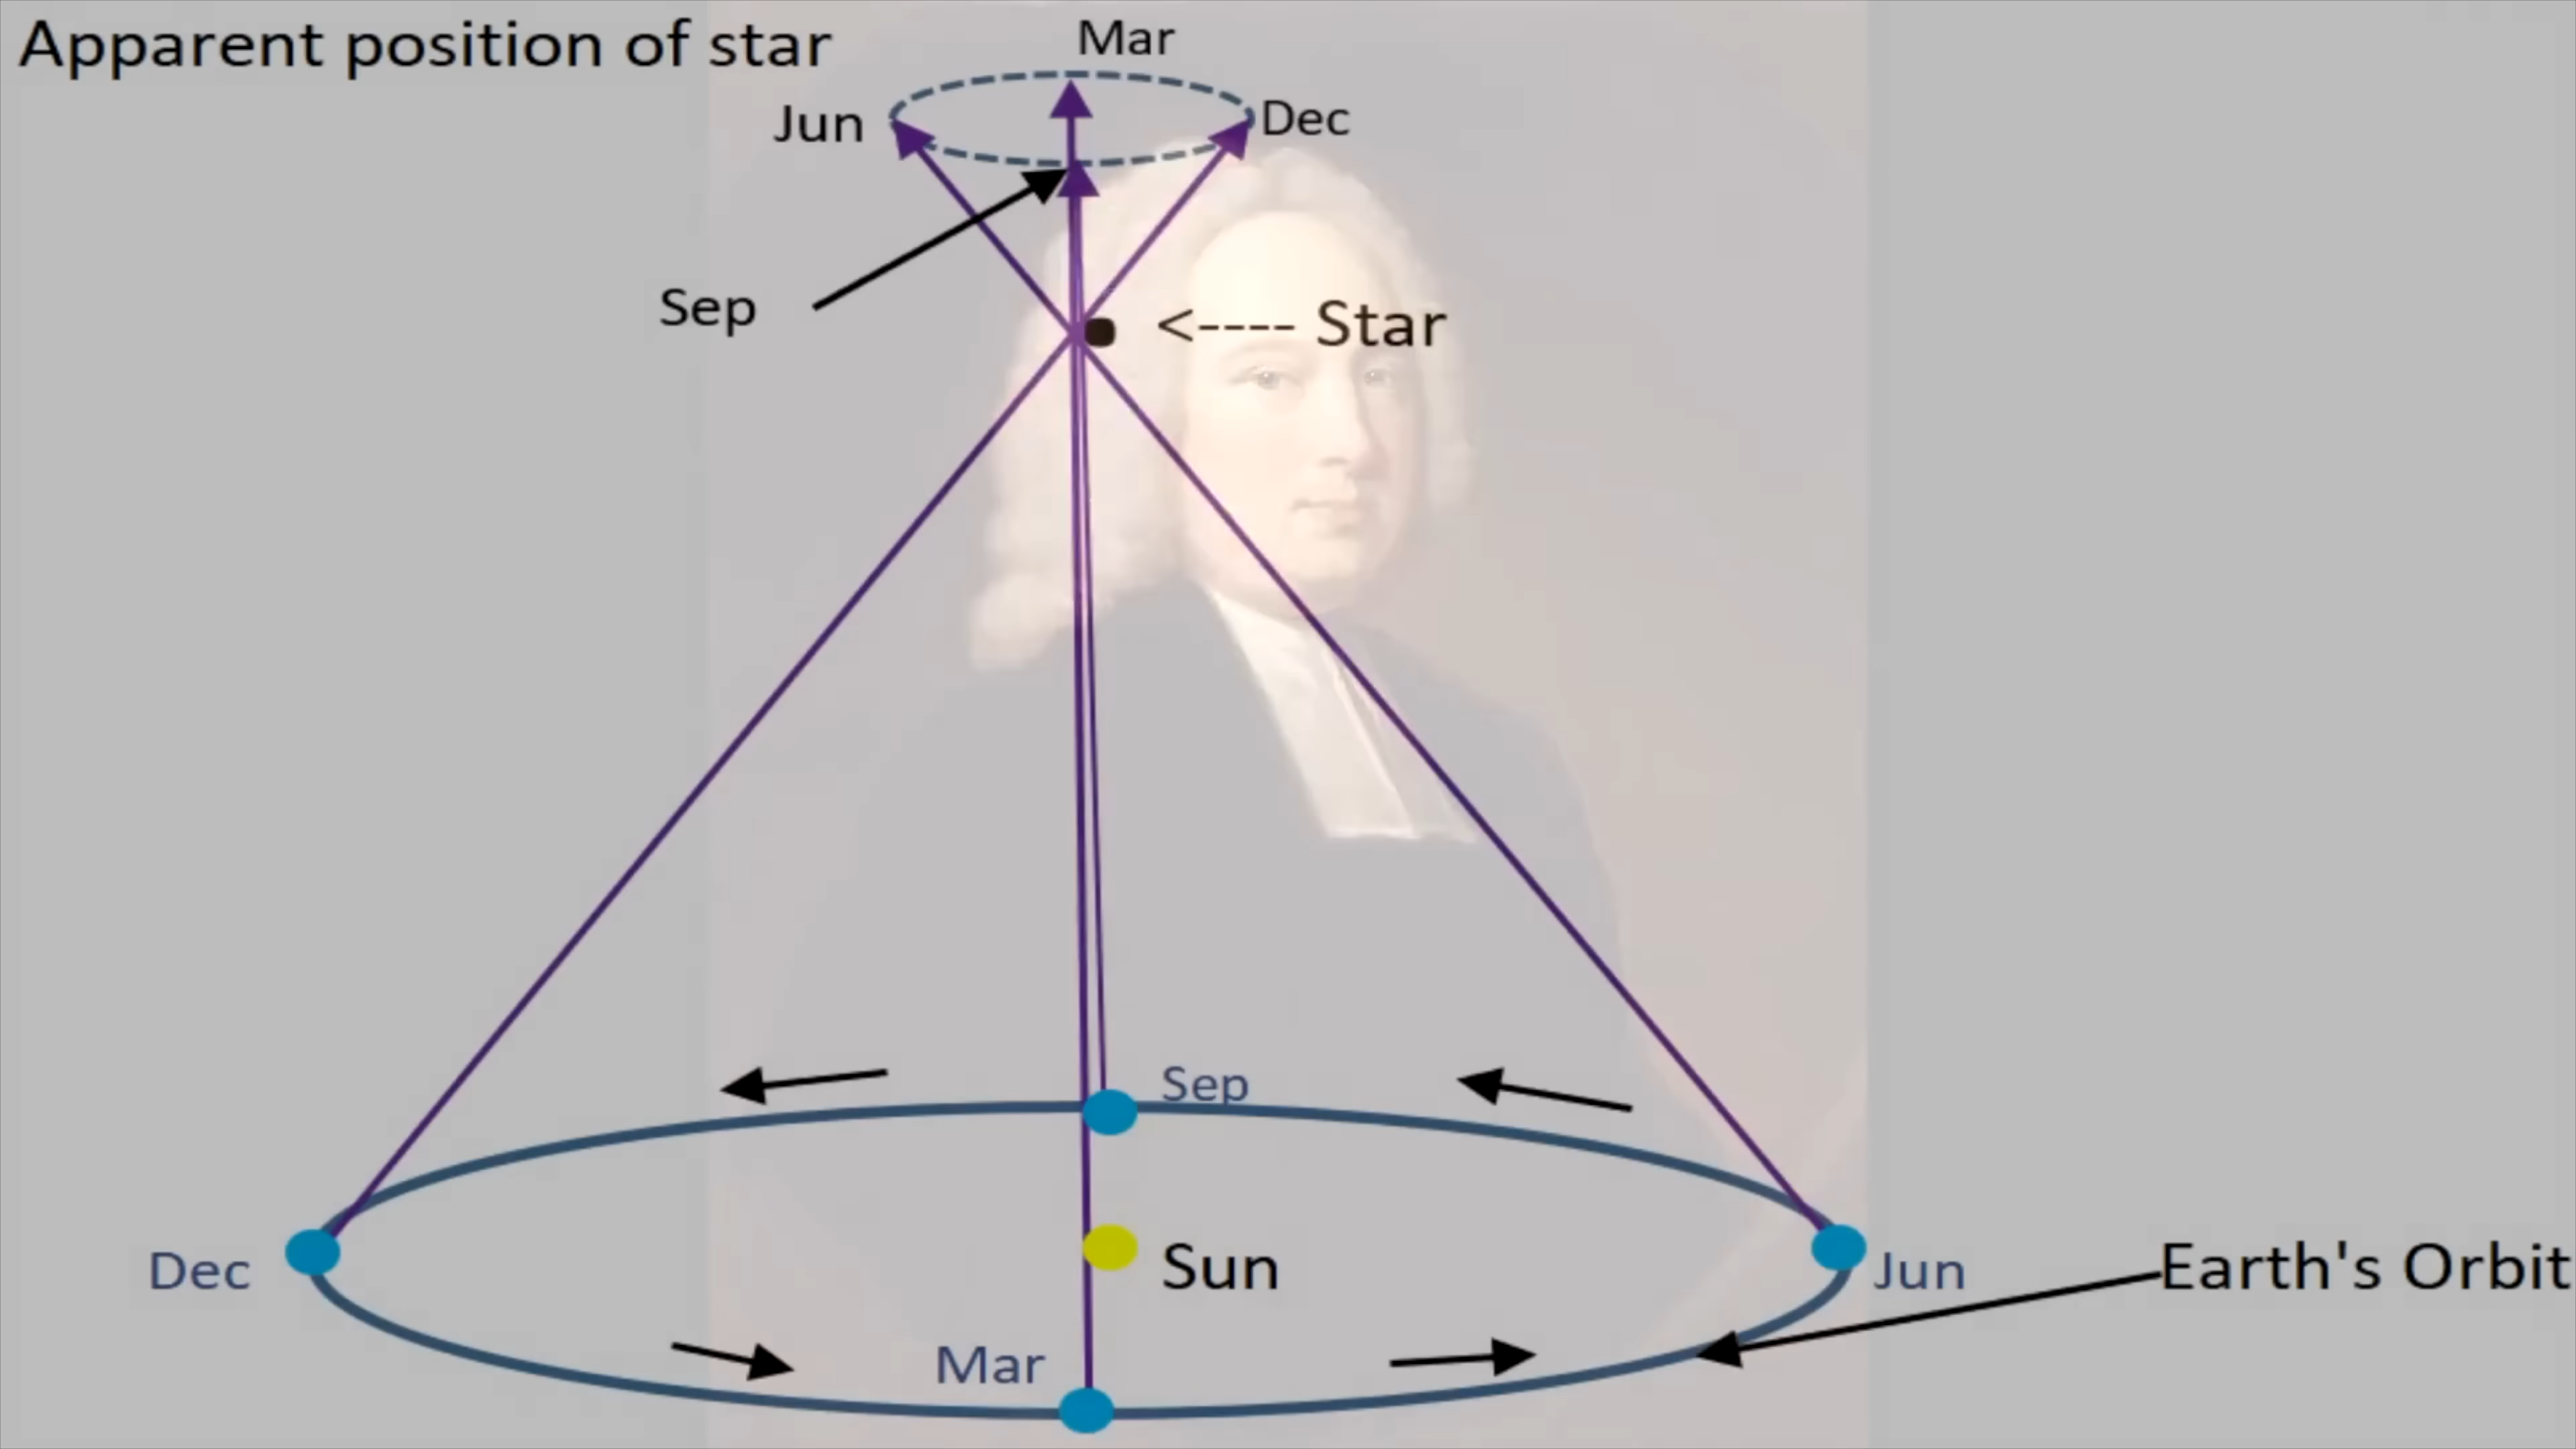 Apparent position of star
Mar
Jun
Dec
Sep
<---- Star
Sep
Dec
Sun
Jun
Earth's Orbit
Mar